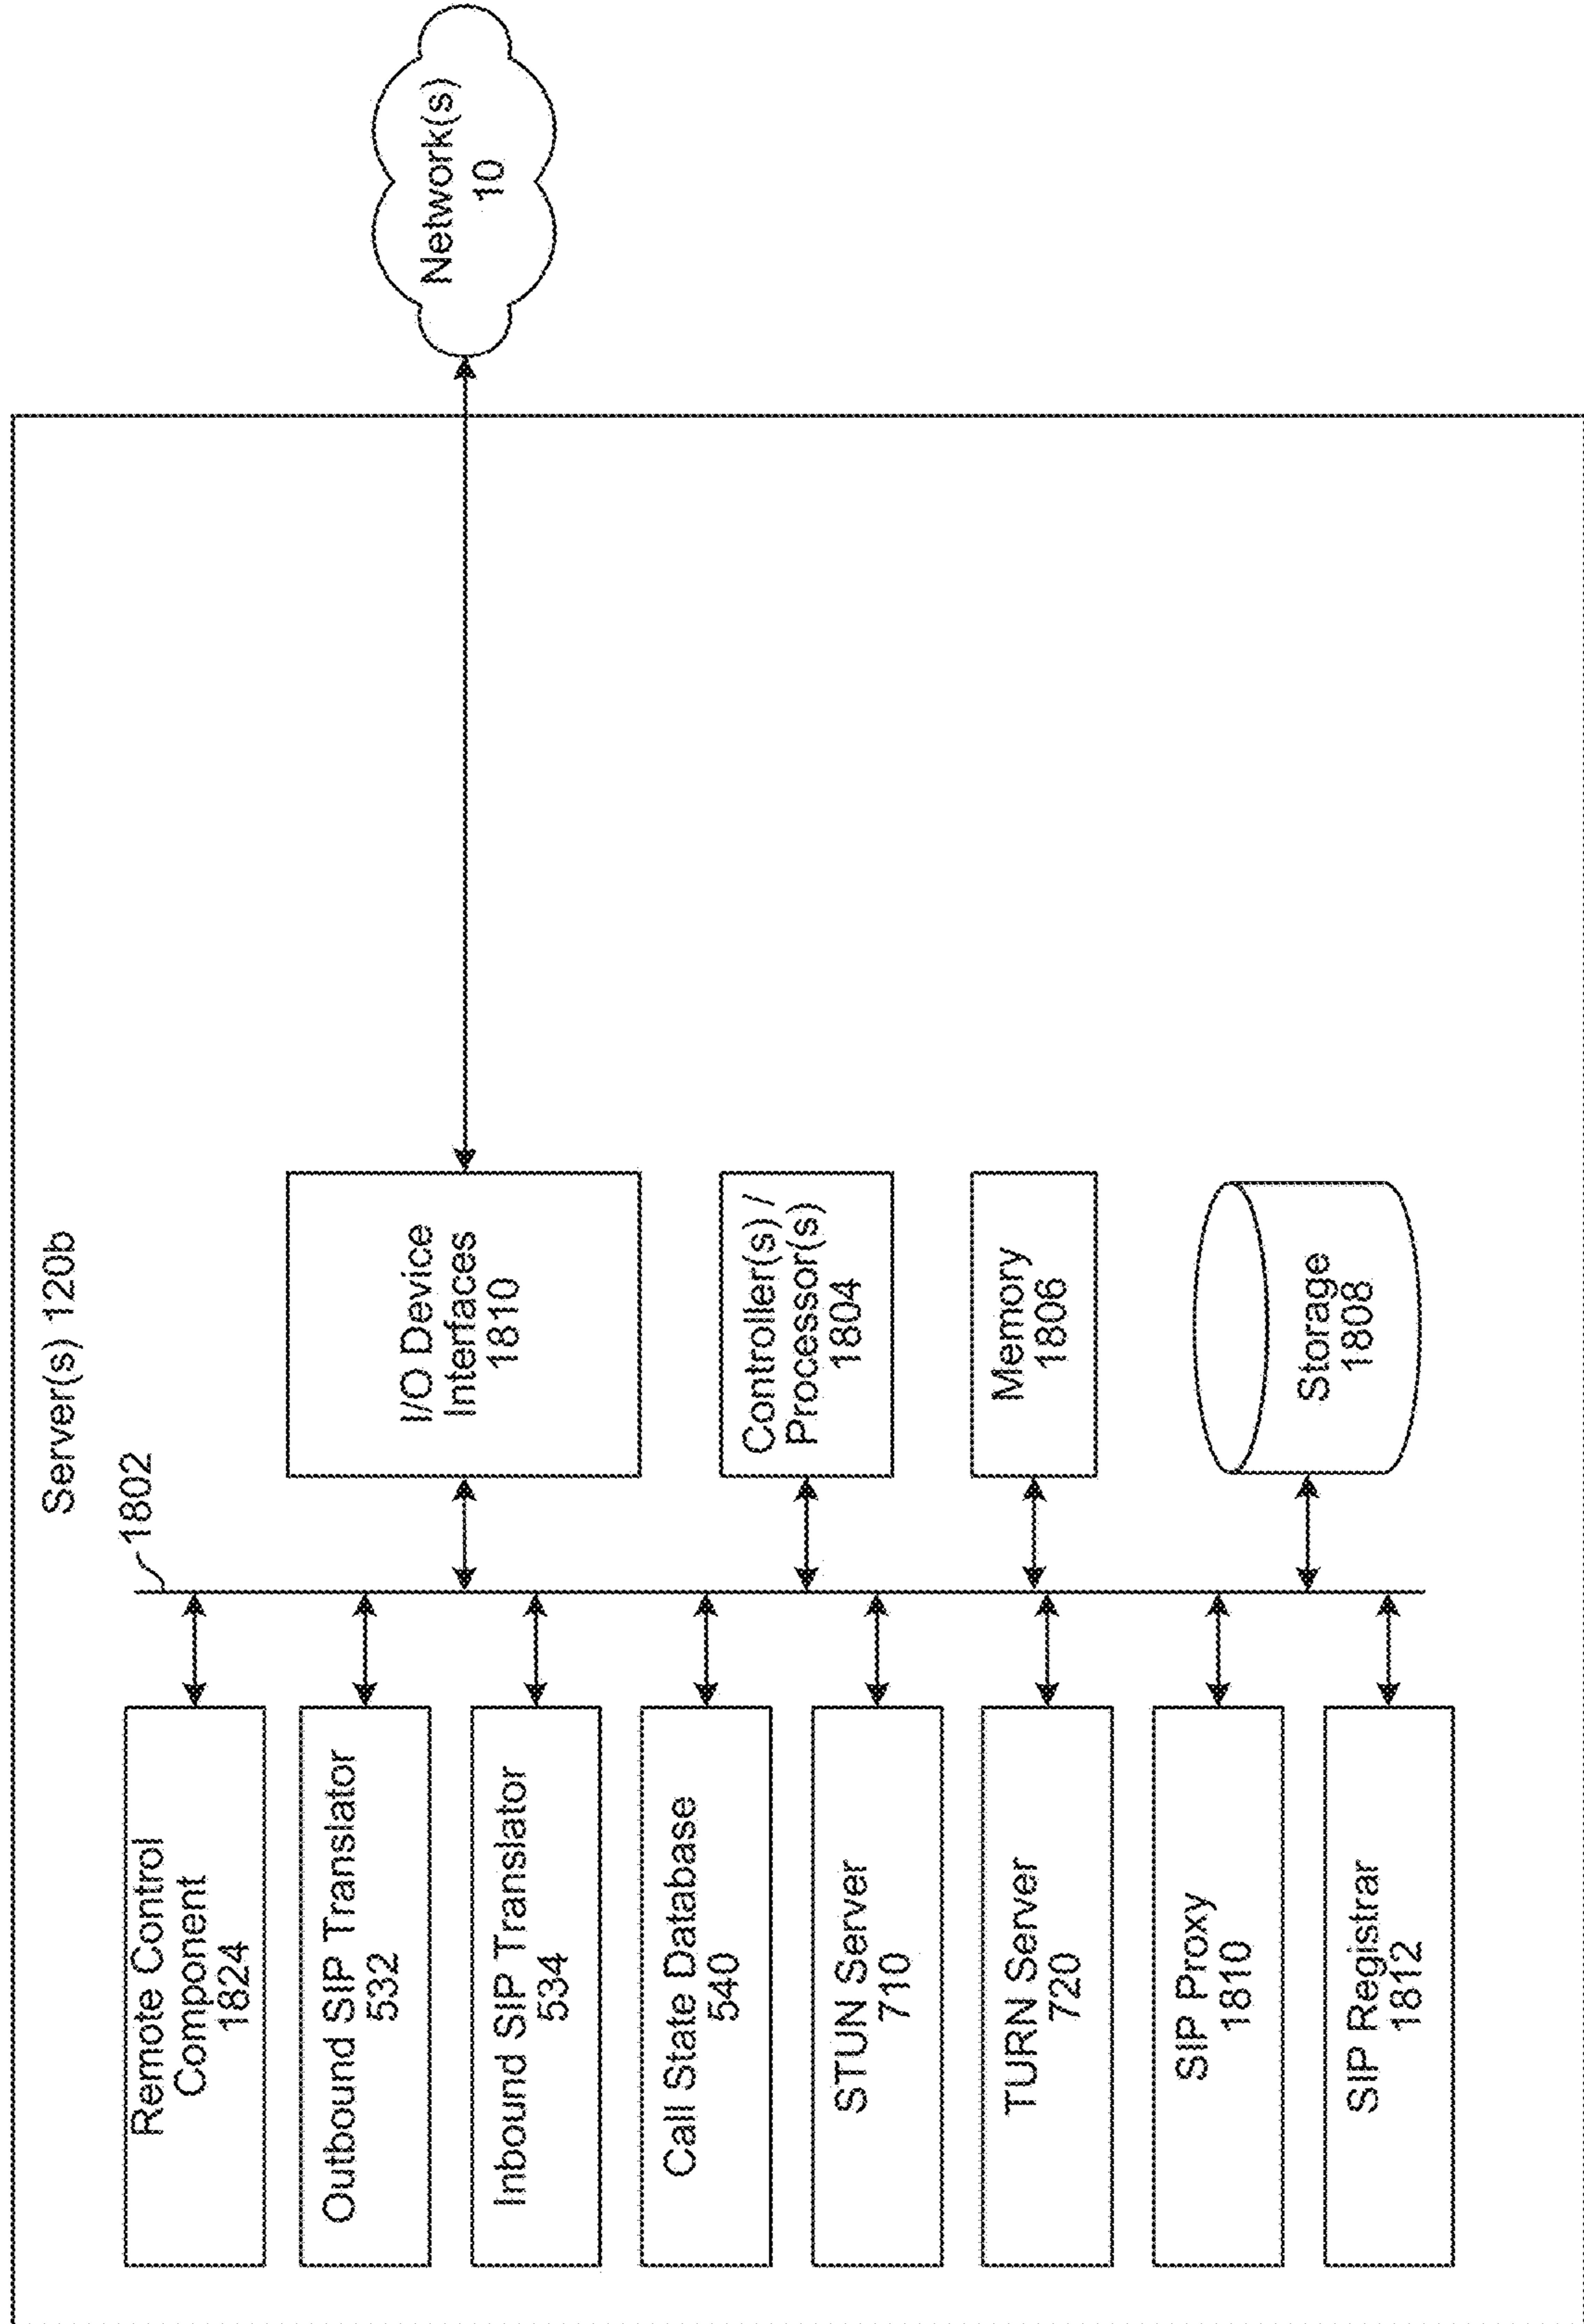 Server(s) 120b
1802
Remote Control
Component
1824
Outbound SIP Translator
532
Inbound SIP Translator
534
Call State Database
540
STUN Server
710
TURN Server
720
SIP Proxy
1810
SIP Registrar
1812
I/O Device
Interfaces
1810
Controller(s) /
Processor(s)
1804
Memory
1806
Storage
1808
Network(s)
10